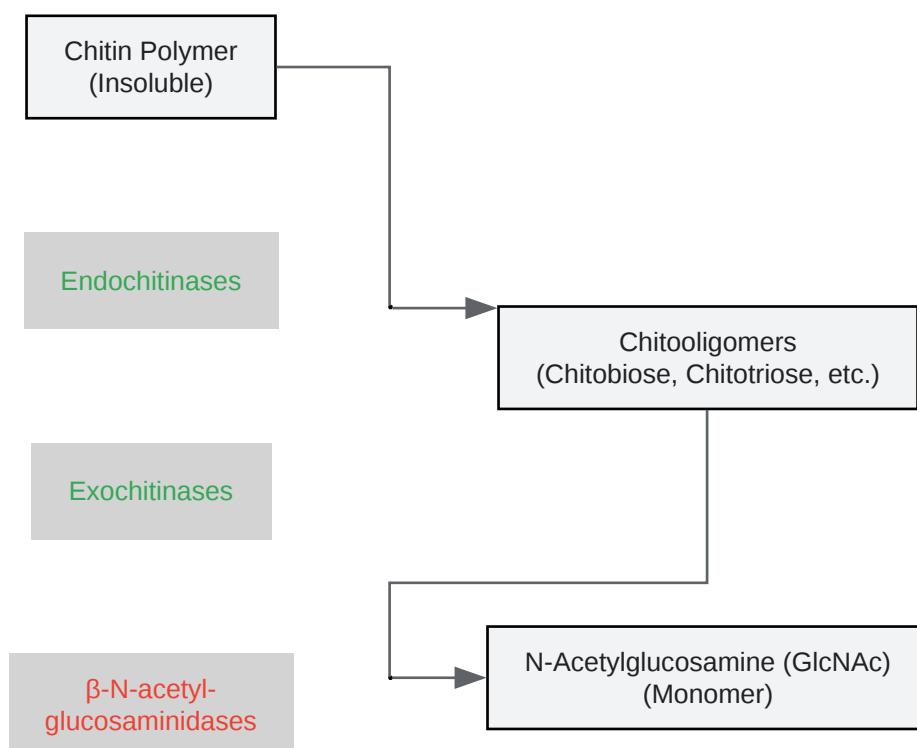 Chitin Polymer
(Insoluble)
Endochitinases
Chitooligomers
(Chitobiose, Chitotriose, etc.)
Exochitinases
N-Acetylglucosamine (GlcNAc)
(Monomer)
β-N-acetyl-
glucosaminidases